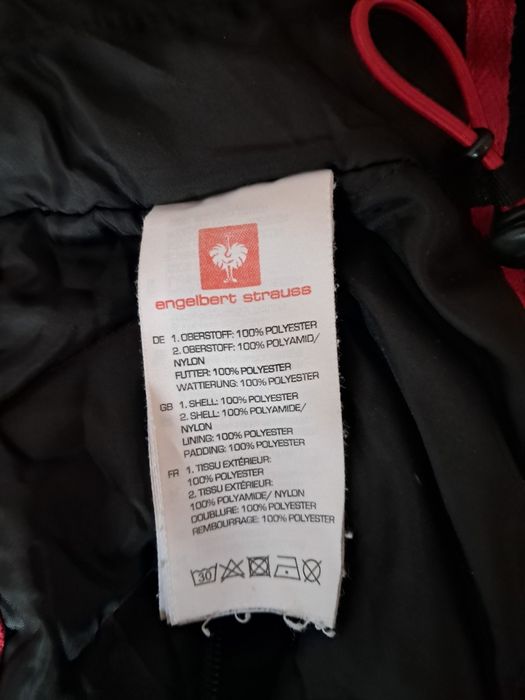 engelbert strauss
DE 1. OBERSTOFF: 100% POLYESTER
2. OBERSTOFF: 100% POLYAMID/
NYLON
FUTTER: 100% POLYESTER
WATTIERUNG: 100% POLYESTER
GB 1. SHELL: 100% POLYESTER
2. SHELL: 100% POLYAMIDE/
NYLON
LINING: 100% POLYESTER
PADDING: 100% POLYESTER
FR 1. TISSU EXTÉRIEUR:
100% POLYESTER
2. TISSU EXTÉRIEUR:
100% POLYAMIDE/ NYLON
DOUBLURE: 100% POLYESTER
REMBOURRAGE: 100% POLYESTER
30